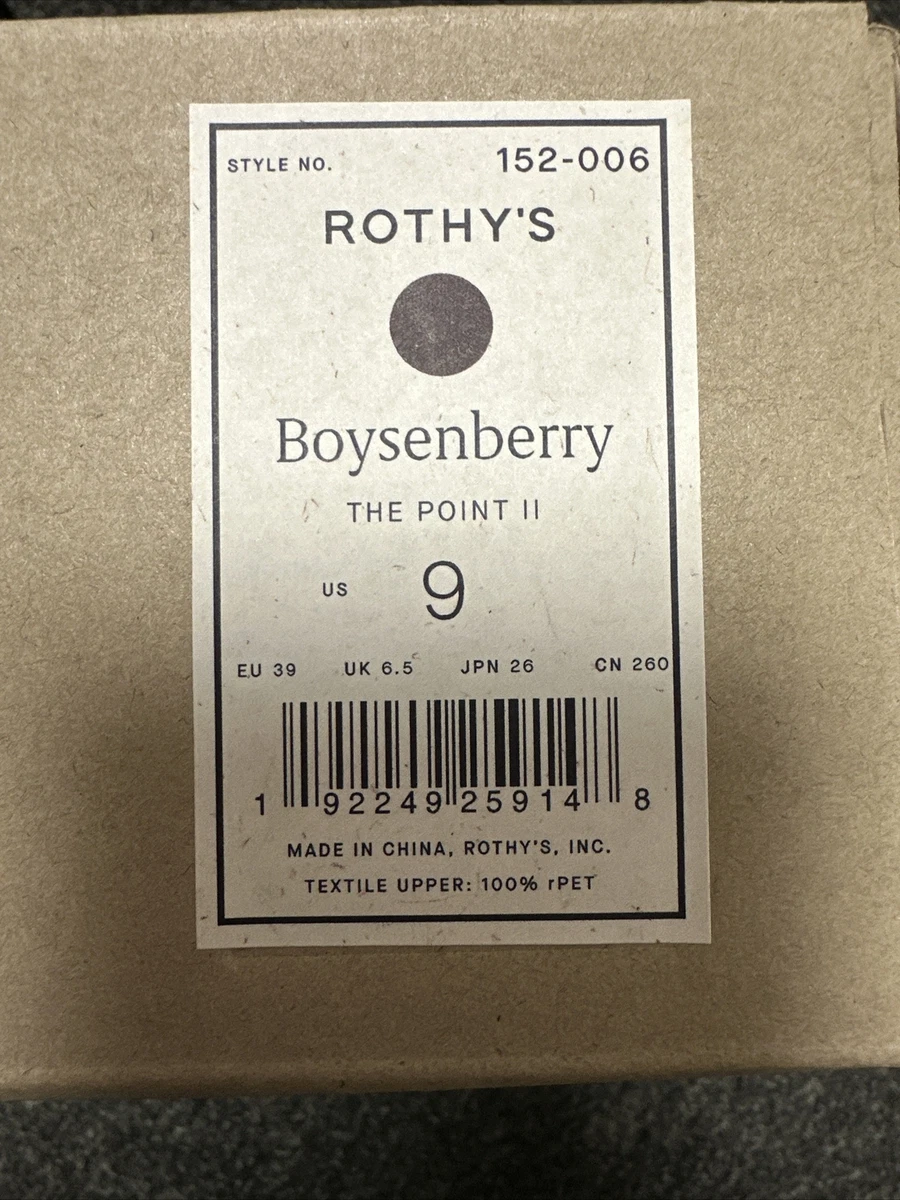 STYLE NO. 152-006
ROTHY'S
Boysenberry
THE POINT II
US 9
EU 39 UK 6.5 JPN 26 CN 260
1 92249 25914 8
MADE IN CHINA, ROTHY'S, INC.
TEXTILE UPPER: 100% rPET